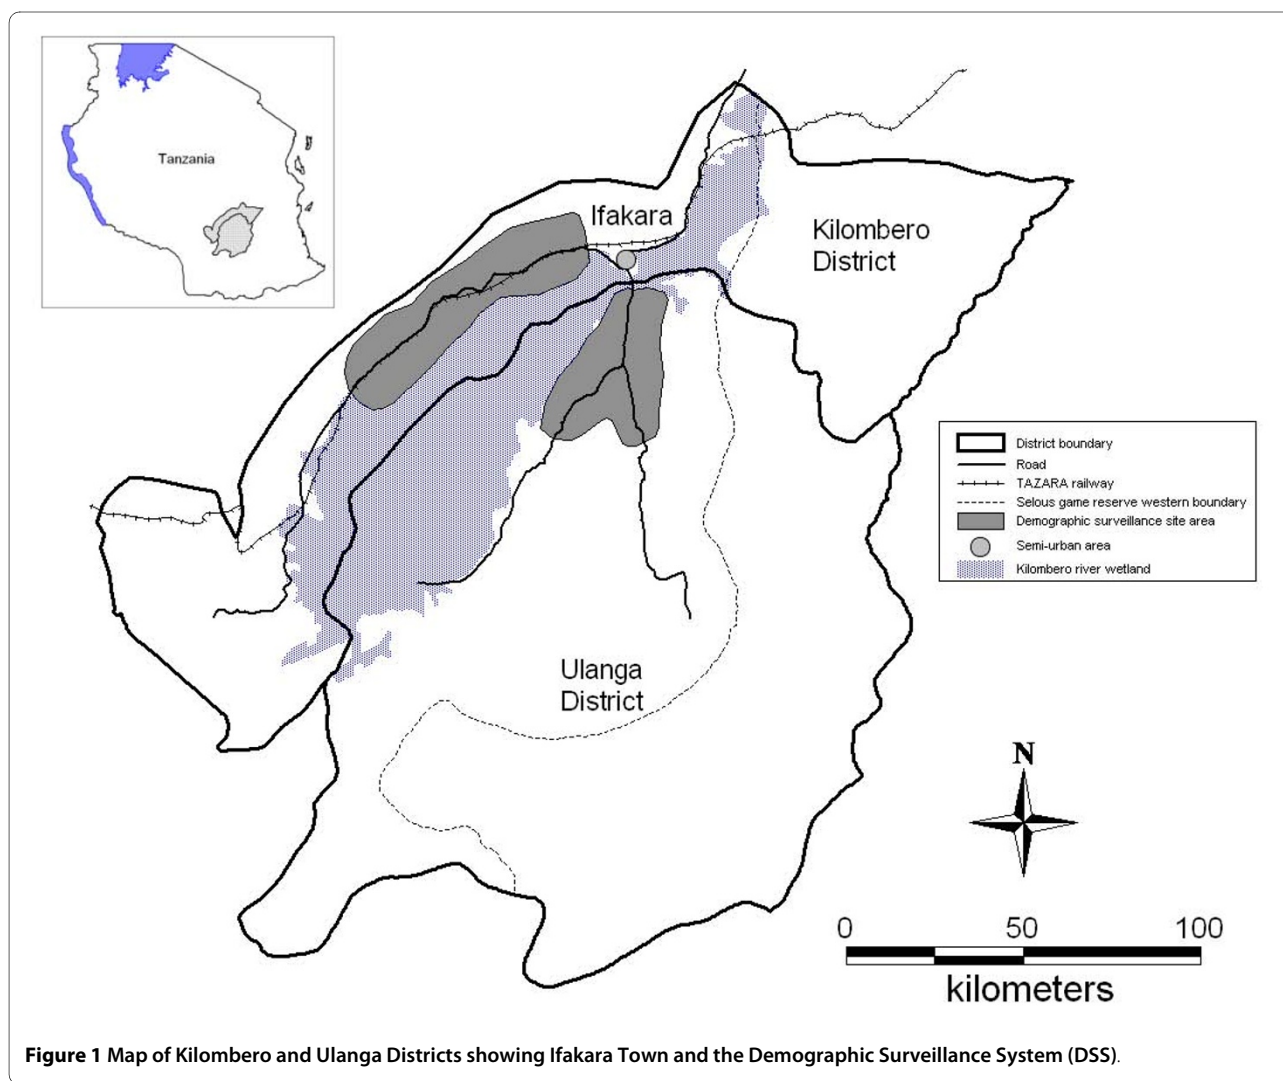 Tanzania
Ifakara
Kilombero
District
Ulanga
District
District boundary
Road
TAZARA railway
Selous game reserve western boundary
Demographic surveillance site area
Semi-urban area
Kilombero river wetland
N
0 50 100
kilometers
Figure 1 Map of Kilombero and Ulanga Districts showing Ifakara Town and the Demographic Surveillance System (DSS).